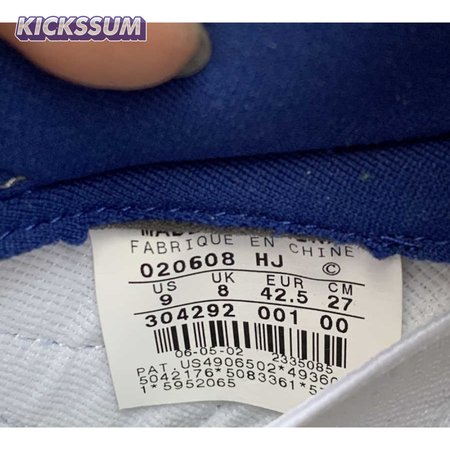 KICKSSUM
FABRIQUE EN CHINE
020608 HJ ©
US UK EUR CM
9 8 42.5 27
304292 001 00
06-05-02 2335085
PAT. US4906502*49360
5042176*5083361*5
1*5952065